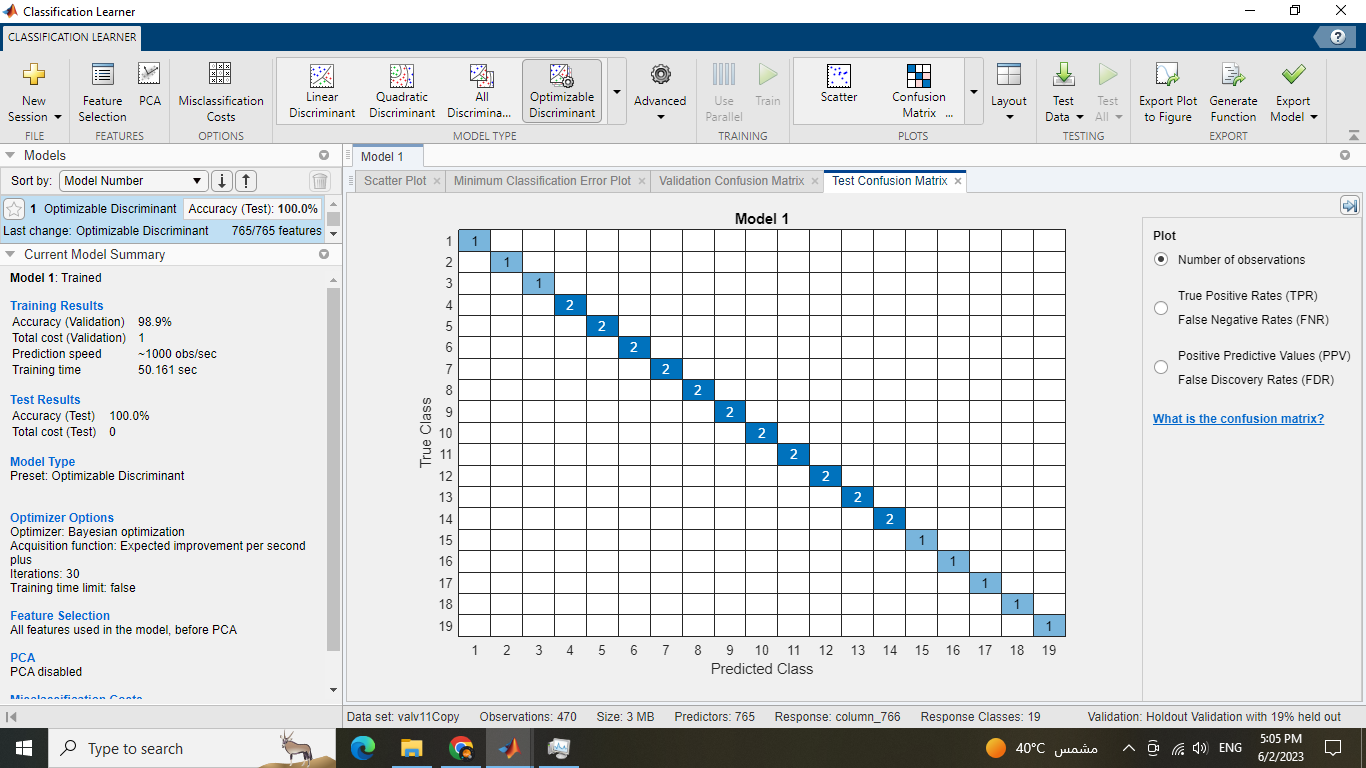 Classification Learner
CLASSIFICATION LEARNER
New Session
Feature Selection
PCA
Misclassification Costs
Linear Discriminant
Quadratic Discriminant
All Discrimina...
Optimizable Discriminant
Advanced
Use Parallel
Train
Scatter
Confusion Matrix ...
Layout
Test Data
Test All
Export Plot to Figure
Generate Function
Export Model
FILE
FEATURES
OPTIONS
MODEL TYPE
TRAINING
PLOTS
TESTING
EXPORT
Models
Sort by: Model Number
1 Optimizable Discriminant Accuracy (Test): 100.0%
Last change: Optimizable Discriminant 765/765 features
Current Model Summary
Model 1: Trained
Training Results
Accuracy (Validation) 98.9%
Total cost (Validation) 1
Prediction speed ~1000 obs/sec
Training time 50.161 sec
Test Results
Accuracy (Test) 100.0%
Total cost (Test) 0
Model Type
Preset: Optimizable Discriminant
Optimizer Options
Optimizer: Bayesian optimization
Acquisition function: Expected improvement per second
plus
Iterations: 30
Training time limit: false
Feature Selection
All features used in the model, before PCA
PCA
PCA disabled
Misclassification Costs
Model 1
Scatter Plot
Minimum Classification Error Plot
Validation Confusion Matrix
Test Confusion Matrix
Model 1
True Class
1 1
2 1
3 1
4 2
5 2
6 2
7 2
8 2
9 2
10 2
11 2
12 2
13 2
14 2
15 1
16 1
17 1
18 1
19 1
1 2 3 4 5 6 7 8 9 10 11 12 13 14 15 16 17 18 19
Predicted Class
Plot
Number of observations
True Positive Rates (TPR)
False Negative Rates (FNR)
Positive Predictive Values (PPV)
False Discovery Rates (FDR)
What is the confusion matrix?
Data set: valv11Copy Observations: 470 Size: 3 MB Predictors: 765 Response: column_766 Response Classes: 19 Validation: Holdout Validation with 19% held out
Type to search
40°C مشمس
ENG
5:05 PM
6/2/2023